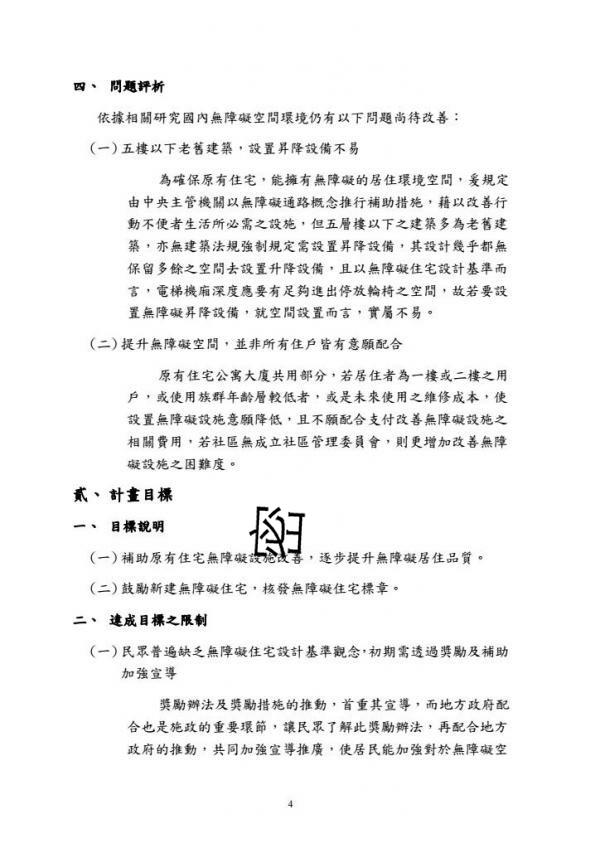 四、 問題評析
依據相關研究國內無障礙空間環境仍有以下問題尚待改善：
(一)五樓以下老舊建築，設置昇降設備不易
為確保原有住宅，能擁有無障礙的居住環境空間，爰規定
由中央主管機關以無障礙通路概念推行補助措施，藉以改善行
動不便者生活所必需之設施，但五層樓以下之建築多為老舊建
築，亦無建築法規強制規定需設置昇降設備，其設計幾乎都無
保留多餘之空間去設置升降設備，且以無障礙住宅設計基準而
言，電梯機廂深度應要有足夠進出停放輪椅之空間，故若要設
置無障礙昇降設備，就空間設置而言，實屬不易。
(二)提升無障礙空間，並非所有住戶皆有意願配合
原有住宅公寓大廈共用部分，若居住者為一樓或二樓之用
戶，或使用族群年齡層較低者，或是未來使用之維修成本，使
設置無障礙設施意願降低，且不願配合支付改善無障礙設施之
相關費用，若社區無成立社區管理委員會，則更增加改善無障
礙設施之困難度。
貳、計畫目標
一、 目標說明
密
(一)補助原有住宅無障礙設施改善，逐步提升無障礙居住品質。
(二)鼓勵新建無障礙住宅，核發無障礙住宅標章。
二、 達成目標之限制
(一)民眾普遍缺乏無障礙住宅設計基準觀念，初期需透過獎勵及補助
加強宣導
獎勵辦法及獎勵措施的推動，首重其宣導，而地方政府配
合也是施政的重要環節，讓民眾了解此獎勵辦法，再配合地方
政府的推動，共同加強宣導推廣，使居民能加強對於無障礙空
4